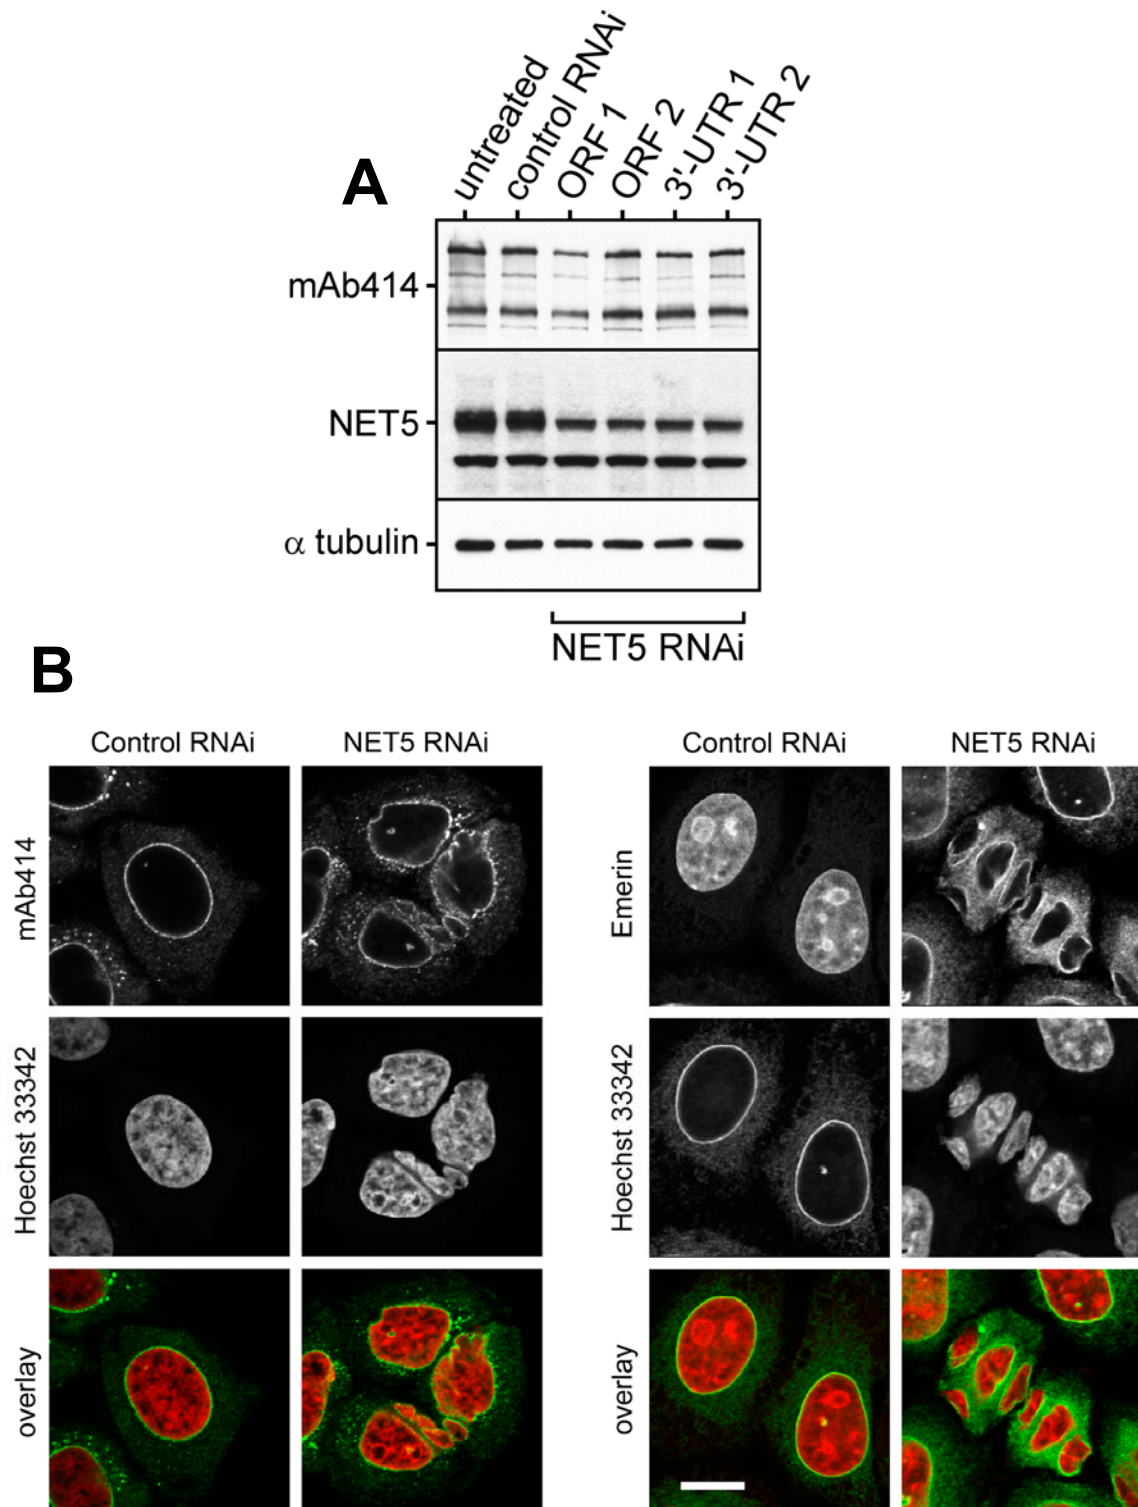 A
untreated
control RNAi
ORF 1
ORF 2
3'-UTR 1
3'-UTR 2
mAb414
NET5
α tubulin
NET5 RNAi
B
Control RNAi
NET5 RNAi
Control RNAi
NET5 RNAi
mAb414
Emerin
Hoechst 33342
Hoechst 33342
overlay
overlay